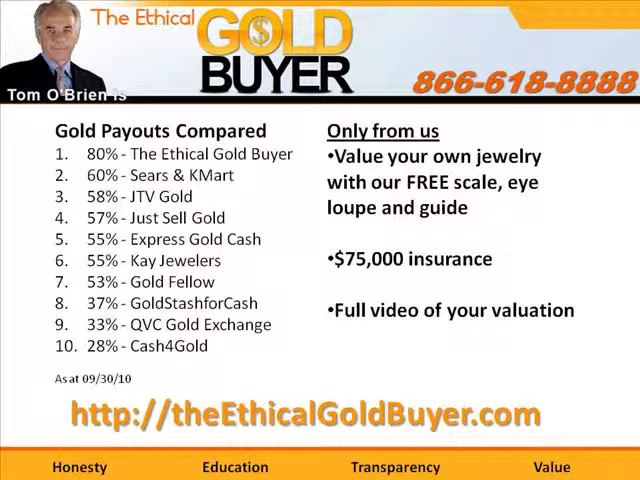 The Ethical
GOLD
BUYER
866-618-8888
Tom O'Brien is
Gold Payouts Compared
1. 80% - The Ethical Gold Buyer
2. 60% - Sears & KMart
3. 58% - JTV Gold
4. 57% - Just Sell Gold
5. 55% - Express Gold Cash
6. 55% - Kay Jewelers
7. 53% - Gold Fellow
8. 37% - GoldStashforCash
9. 33% - QVC Gold Exchange
10. 28% - Cash4Gold
As at 09/30/10
Only from us
•Value your own jewelry
with our FREE scale, eye
loupe and guide
•$75,000 insurance
•Full video of your valuation
http://theEthicalGoldBuyer.com
Honesty Education Transparency Value